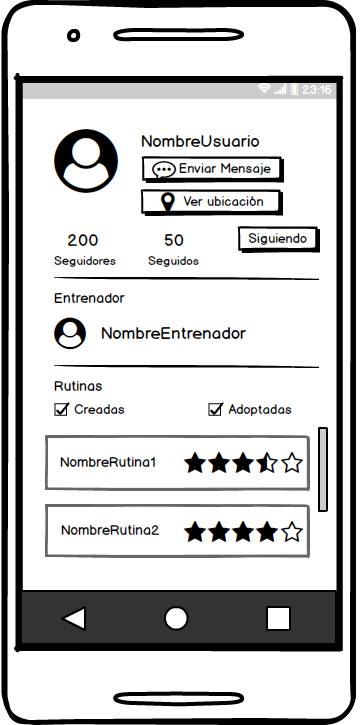 23:16
NombreUsuario
Enviar Mensaje
Ver ubicación
200
50
Siguiendo
Seguidores
Seguidos
Entrenador
NombreEntrenador
Rutinas
Creadas
Adoptadas
NombreRutina1
NombreRutina2